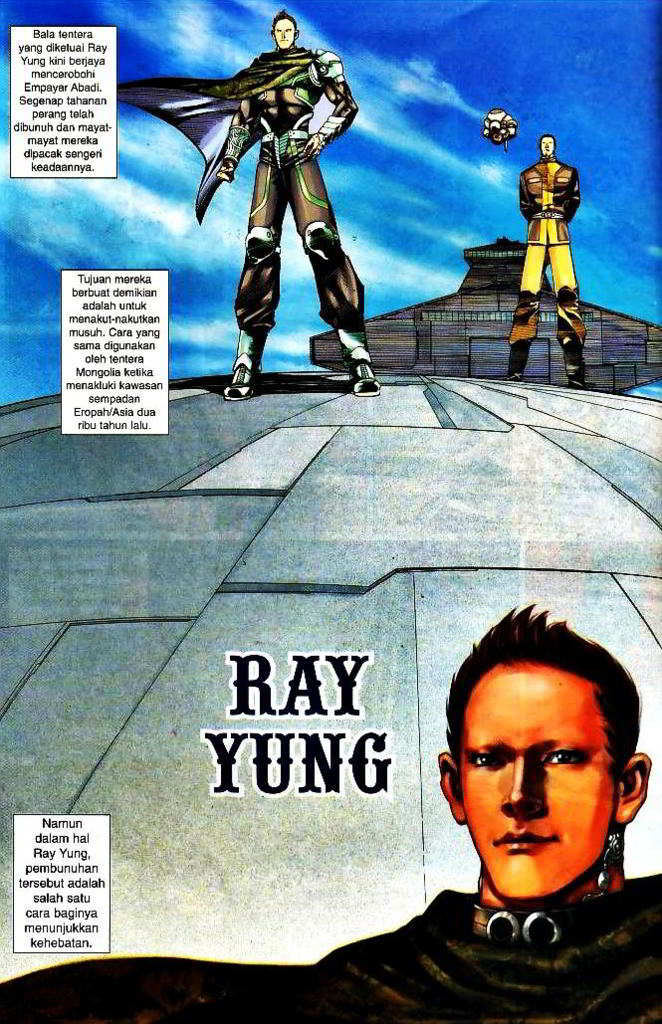 Bala tentera
yang diketuai Ray
Yung kini berjaya
mencerobohi
Empayar Abadi.
Segenap tahanan
perang telah
dibunuh dan mayat-
mayat mereka
dipacak sengeri
keadaannya.
Tujuan mereka
berbuat demikian
adalah untuk
menakut-nakutkan
musuh. Cara yang
sama digunakan
oleh tentera
Mongolia ketika
menakluki kawasan
sempadan
Eropah/Asia dua
ribu tahun lalu.
RAY
YUNG
Namun
dalam hal
Ray Yung,
pembunuhan
tersebut adalah
salah satu
cara baginya
menunjukkan
kehebatan.